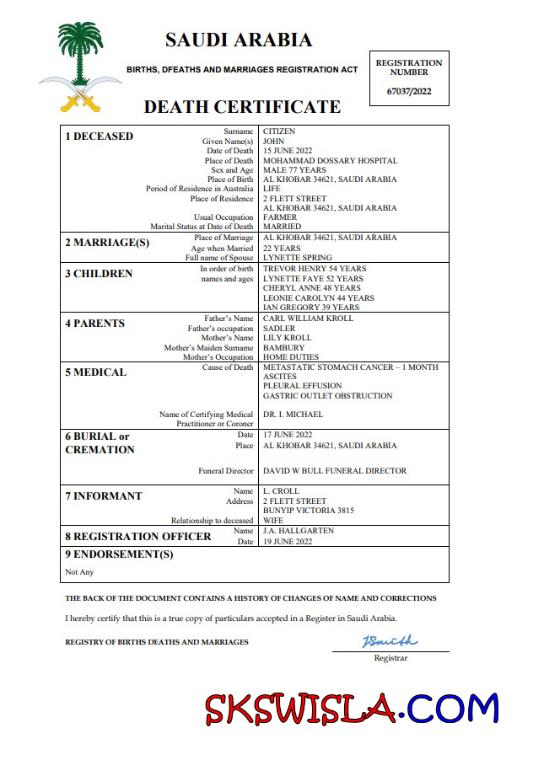 SAUDI ARABIA
BIRTHS, DFEATHS AND MARRIAGES REGISTRATION ACT
REGISTRATION NUMBER
67037/2022
DEATH CERTIFICATE
1 DECEASED
Surname CITIZEN
Given Name(s) JOHN
Date of Death 15 JUNE 2022
Place of Death MOHAMMAD DOSSARY HOSPITAL
Sex and Age MALE 77 YEARS
Place of Birth AL KHOBAR 34621, SAUDI ARABIA
Period of Residence in Australia LIFE
Place of Residence 2 FLETT STREET
AL KHOBAR 34621, SAUDI ARABIA
Usual Occupation FARMER
Marital Status at Date of Death MARRIED
2 MARRIAGE(S)
Place of Marriage AL KHOBAR 34621, SAUDI ARABIA
Age when Married 22 YEARS
Full name of Spouse LYNETTE SPRING
3 CHILDREN
In order of birth TREVOR HENRY 54 YEARS
names and ages LYNETTE FAYE 52 YEARS
CHERYL ANNE 48 YEARS
LEONIE CAROLYN 44 YEARS
IAN GREGORY 39 YEARS
4 PARENTS
Father's Name CARL WILLIAM KROLL
Father's occupation SADLER
Mother's Name LILY KROLL
Mother's Maiden Surname BAMBURY
Mother's Occupation HOME DUTIES
5 MEDICAL
Cause of Death METASTATIC STOMACH CANCER – 1 MONTH
ASCITES
PLEURAL EFFUSION
GASTRIC OUTLET OBSTRUCTION
Name of Certifying Medical DR. I. MICHAEL
Practitioner or Coroner
6 BURIAL or
CREMATION
Date 17 JUNE 2022
Place AL KHOBAR 34621, SAUDI ARABIA
Funeral Director DAVID W BULL FUNERAL DIRECTOR
7 INFORMANT
Name L. CROLL
Address 2 FLETT STREET
BUNYIP VICTORIA 3815
Relationship to deceased WIFE
8 REGISTRATION OFFICER
Name J.A. HALLGARTEN
Date 19 JUNE 2022
9 ENDORSEMENT(S)
Not Any
THE BACK OF THE DOCUMENT CONTAINS A HISTORY OF CHANGES OF NAME AND CORRECTIONS
I hereby certify that this is a true copy of particulars accepted in a Register in Saudi Arabia.
REGISTRY OF BIRTHS DEATHS AND MARRIAGES
Registrar
SKSWISLA.COM